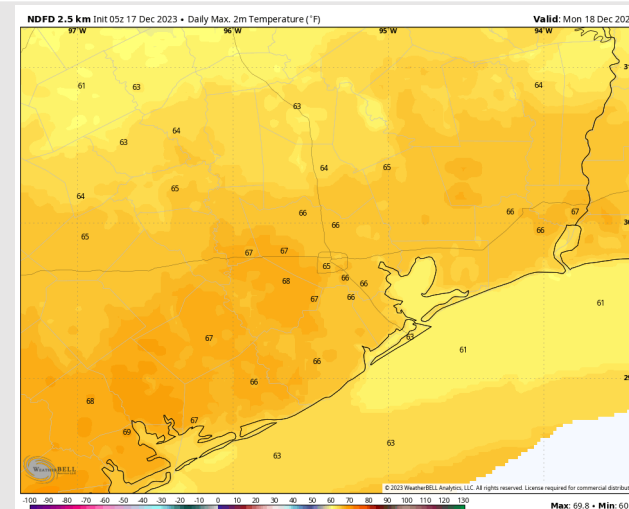 NDFD 2.5 km Init 05z 17 Dec 2023 • Daily Max. 2m Temperature (°F)
Valid: Mon 18 Dec 202
97°W 96°W 95°W 94°W
31
61 63 64
63
64
63
64 65
65
64
66 66 67
66 66
65
67 67
65
68 66 66
67 66
61
67 63
61
66
66
29
68
67
69
63
63
WeatherBELL
© 2023 WeatherBELL Analytics, LLC. All rights reserved. License required for commercial distribut
-100 -90 -80 -70 -60 -50 -40 -30 -20 -10 0 10 20 30 40 50 60 70 80 90 100 110 120 130
Max: 69.8 • Min: 60